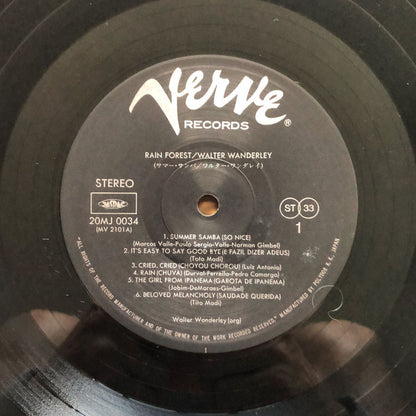 Verve
RECORDS ®
RAIN FOREST/WALTER WANDERLEY
(サマー・サンバ/ワルター・ワンダレイ)
STEREO
ST 33
20MJ 0034
(MV 2101A)
1
1. SUMMER SAMBA (SO NICE)
(Marcos Valle-Paulo Sergio-Valle-Norman Gimbel)
2. IT'S EASY TO SAY GOOD BYE (E FAZIL DIZER ADEUS)
(Toto Madi)
3. CRIED, CRIED (CHOYOU CHOROU) (Luiz Antonio)
4. RAIN (CHUVA) (Durval-Ferreila-Pedro Camargo)
5. THE GIRL FROM IPANEMA (GAROTA DE IPANEMA)
(Jobim-DeMoraes-Gimbel)
6. BELOVED MELANCHOLY (SAUDADE QUERIDA)
(Tito Madi)
Walter Wanderley (org)
ALL RIGHTS OF THE RECORD MANUFACTURER AND OF THE OWNER OF THE WORK RECORDED RESERVED. MANUFACTURED BY POLYDOR K.K., JAPAN
1